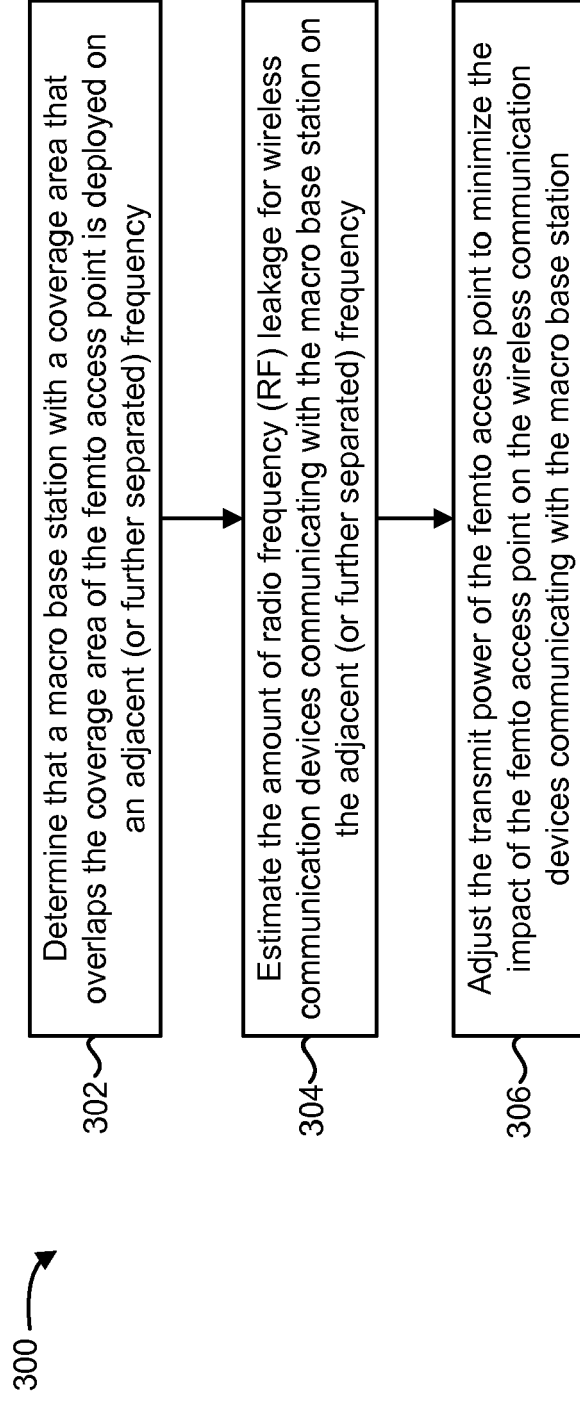 300
302
Determine that a macro base station with a coverage area that
overlaps the coverage area of the femto access point is deployed on
an adjacent (or further separated) frequency
304
Estimate the amount of radio frequency (RF) leakage for wireless
communication devices communicating with the macro base station on
the adjacent (or further separated) frequency
306
Adjust the transmit power of the femto access point to minimize the
impact of the femto access point on the wireless communication
devices communicating with the macro base station